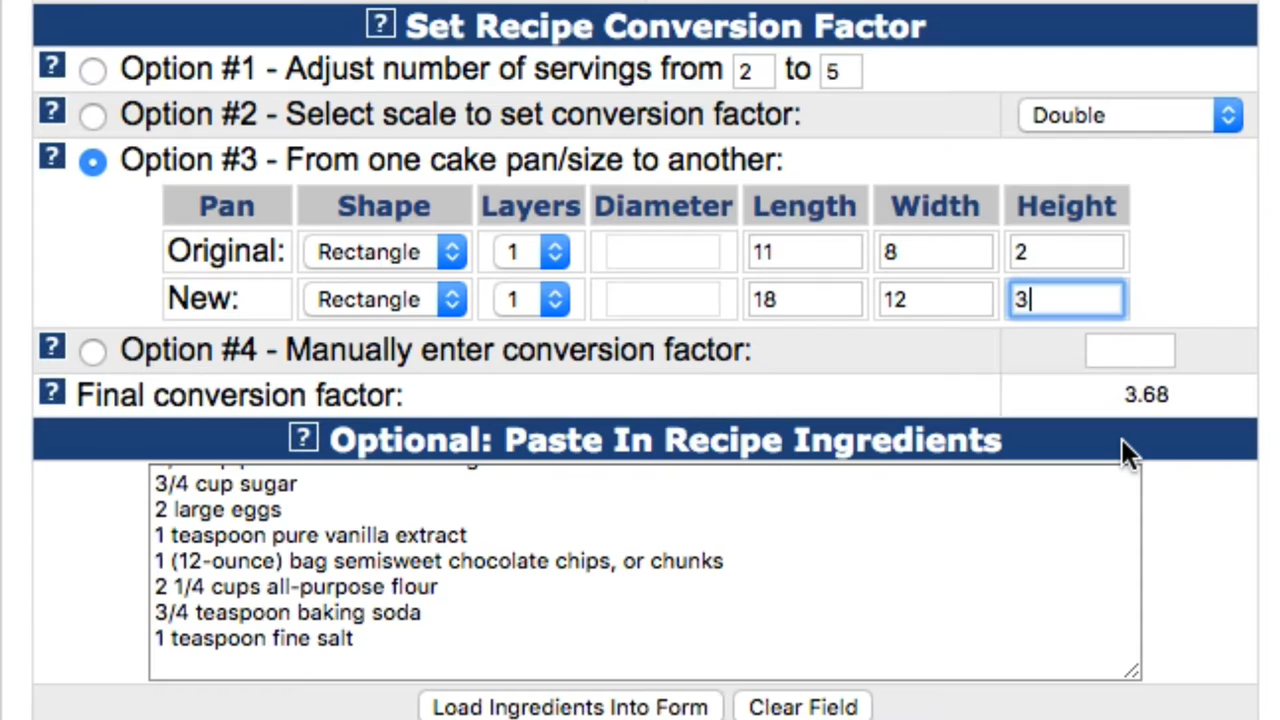 ? Set Recipe Conversion Factor
? Option #1 - Adjust number of servings from 2 to 5
? Option #2 - Select scale to set conversion factor: Double
? Option #3 - From one cake pan/size to another:
Pan Shape Layers Diameter Length Width Height
Original: Rectangle 1 11 8 2
New: Rectangle 1 18 12 3
? Option #4 - Manually enter conversion factor:
? Final conversion factor: 3.68
? Optional: Paste In Recipe Ingredients
3/4 cup sugar
2 large eggs
1 teaspoon pure vanilla extract
1 (12-ounce) bag semisweet chocolate chips, or chunks
2 1/4 cups all-purpose flour
3/4 teaspoon baking soda
1 teaspoon fine salt
Load Ingredients Into Form Clear Field